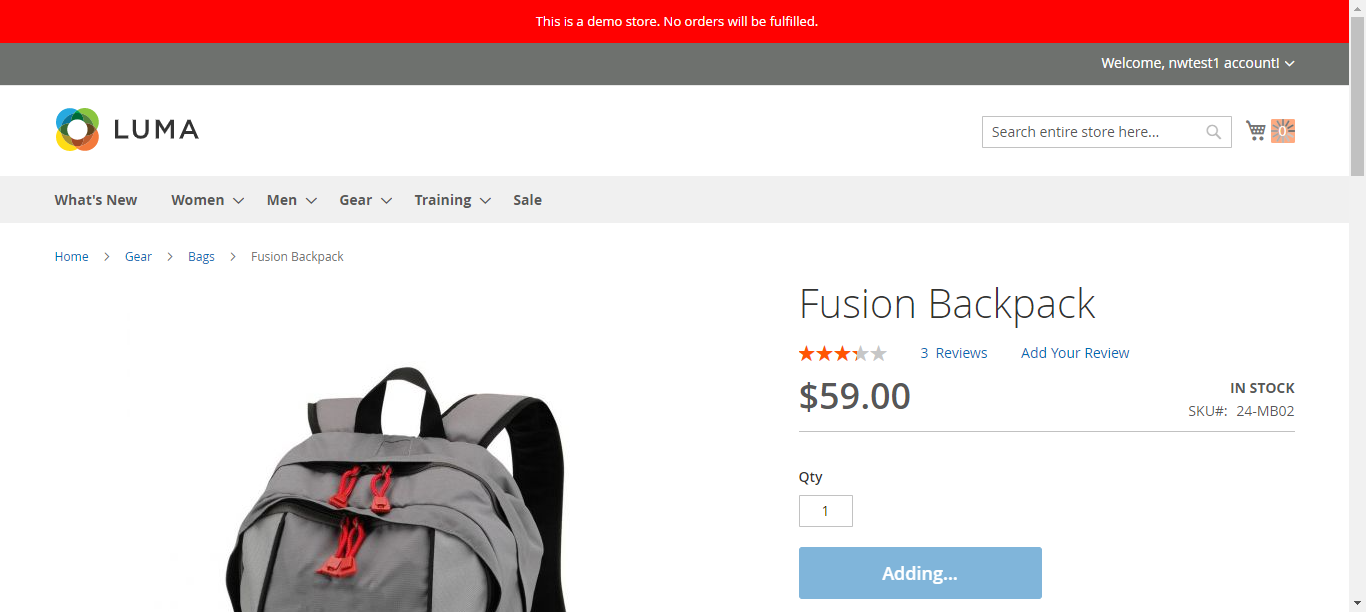 This is a demo store. No orders will be fulfilled.
Welcome, nwtest1 account!
LUMA
Search entire store here...
0
What's New Women Men Gear Training Sale
Home Gear Bags Fusion Backpack
Fusion Backpack
3 Reviews Add Your Review
$59.00
IN STOCK
SKU#: 24-MB02
Qty
1
Adding...